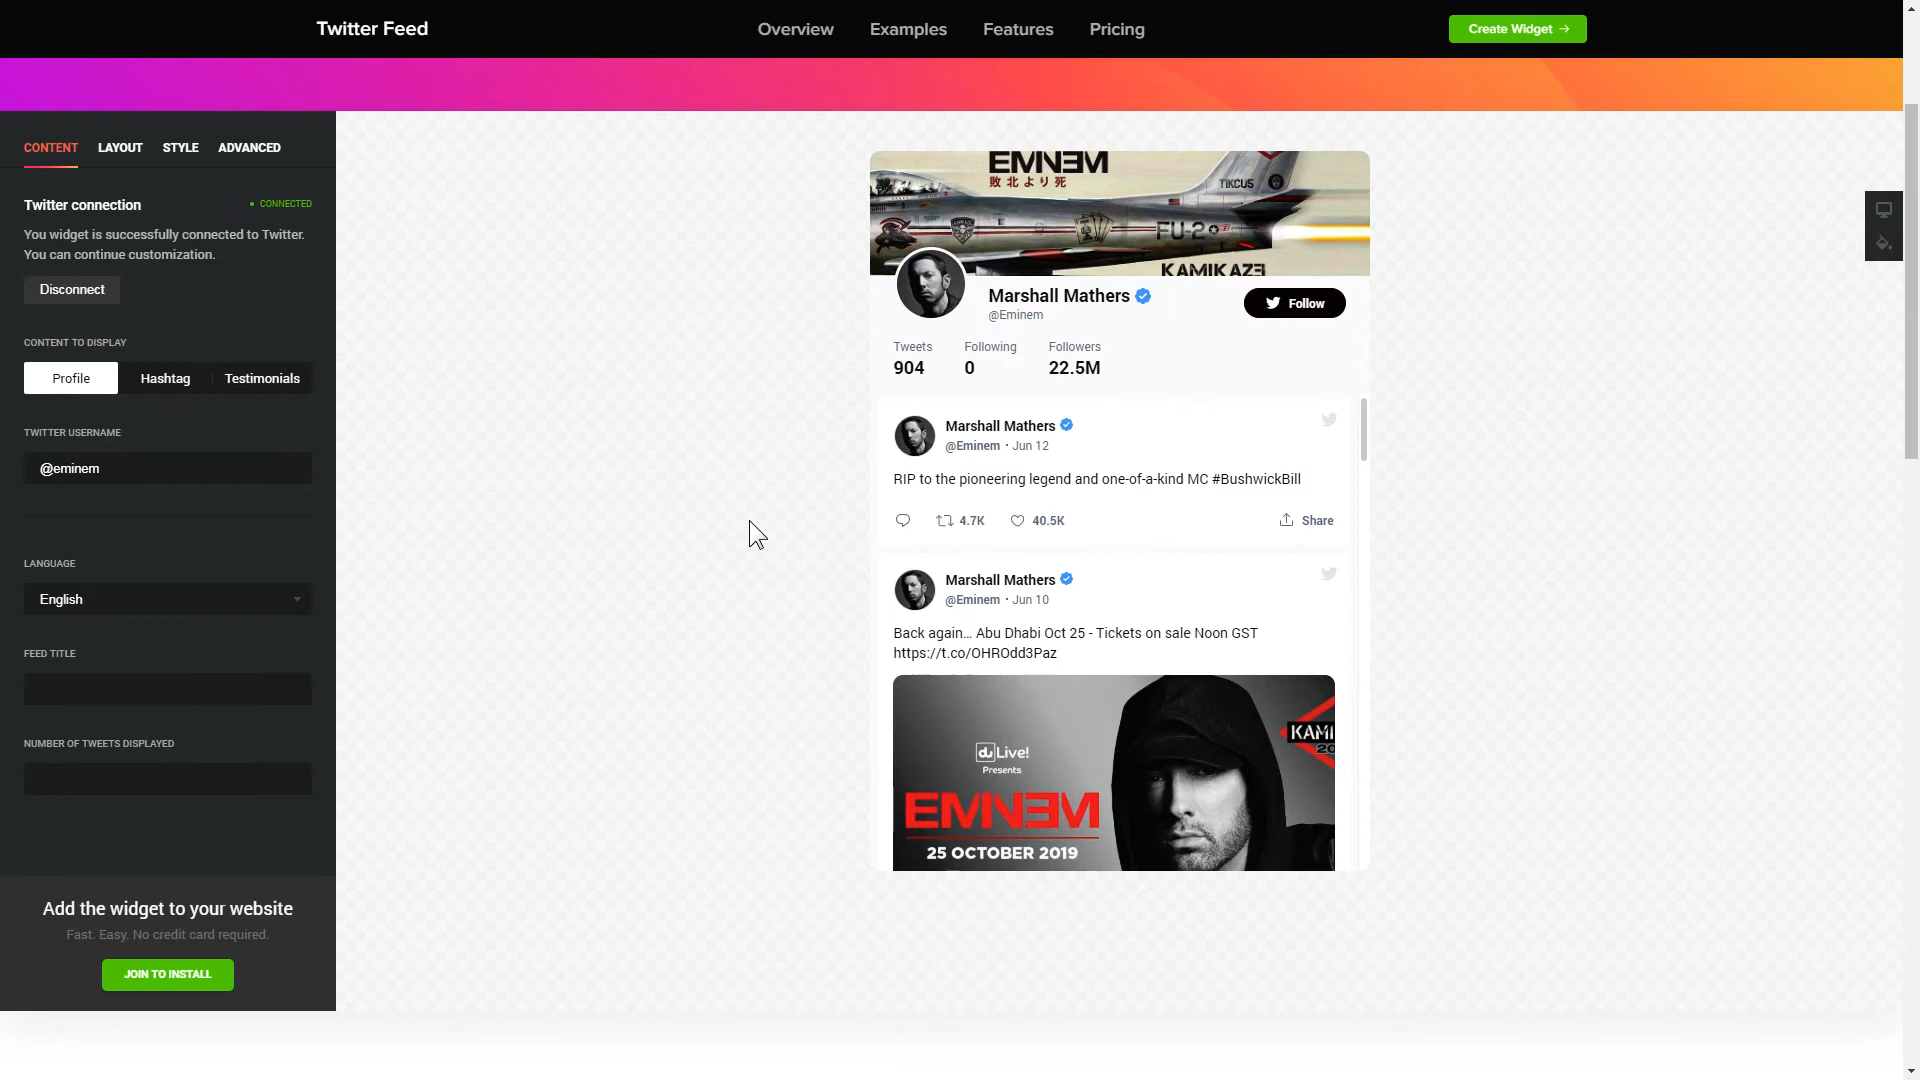 Twitter Feed
Overview
Examples
Features
Pricing
Create Widget →
CONTENT
LAYOUT
STYLE
ADVANCED
Twitter connection
• CONNECTED
You widget is successfully connected to Twitter.
You can continue customization.
Disconnect
CONTENT TO DISPLAY
Profile
Hashtag
Testimonials
TWITTER USERNAME
@eminem
LANGUAGE
English
FEED TITLE
NUMBER OF TWEETS DISPLAYED
Add the widget to your website
Fast. Easy. No credit card required.
JOIN TO INSTALL
EMINEM
敗北より死
TIKCUS
FU-2
KAMIKAZE
Marshall Mathers
@Eminem
Follow
Tweets
Following
Followers
904
0
22.5M
Marshall Mathers
@Eminem • Jun 12
RIP to the pioneering legend and one-of-a-kind MC #BushwickBill
4.7K
40.5K
Share
Marshall Mathers
@Eminem • Jun 10
Back again… Abu Dhabi Oct 25 - Tickets on sale Noon GST
https://t.co/OHROdd3Paz
du Live!
Presents
KAMI
20
EMINEM
25 OCTOBER 2019